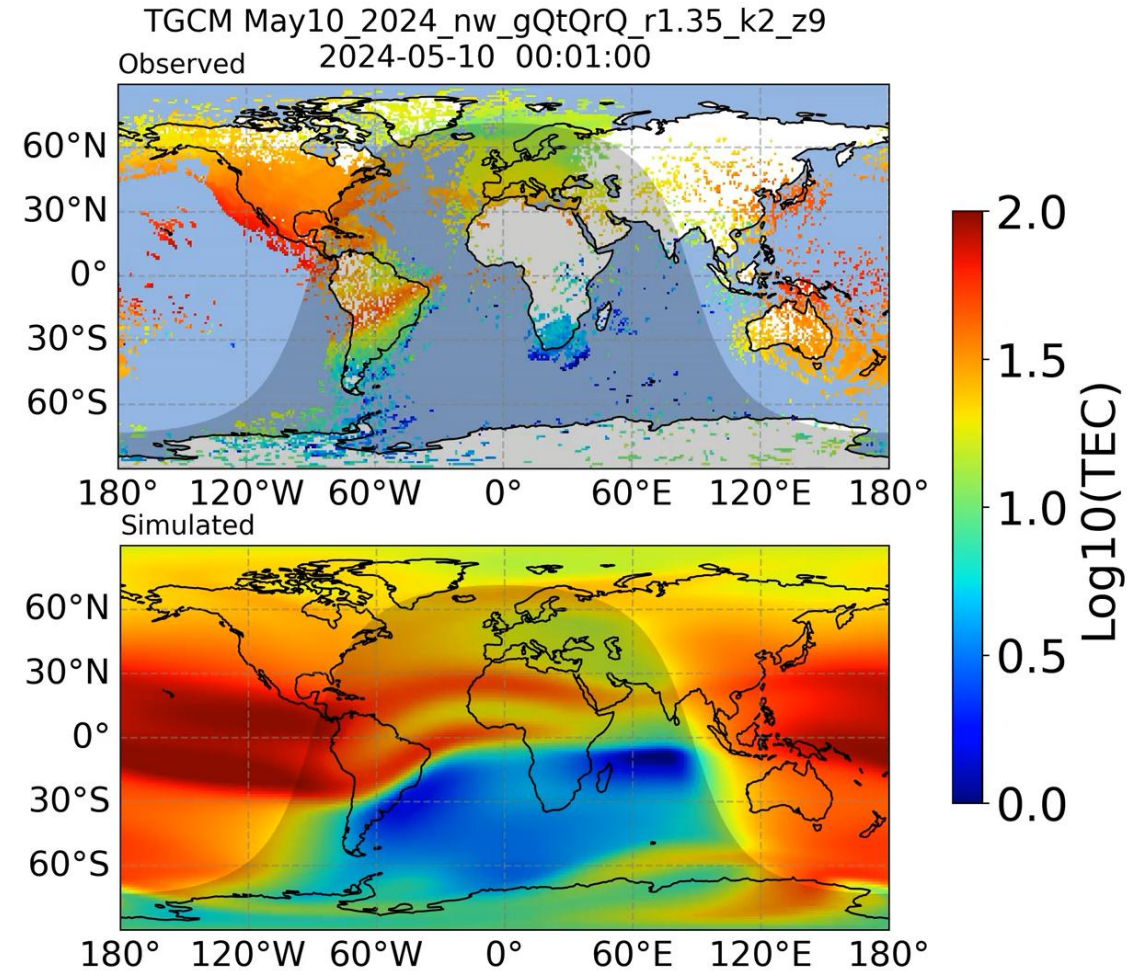 TGCM May10_2024_nw_gQtQrQ_r1.35_k2_z9
2024-05-10 00:01:00
Observed
60°N
30°N
0°
30°S
60°S
180° 120°W 60°W 0° 60°E 120°E 180°
Simulated
60°N
30°N
0°
30°S
60°S
180° 120°W 60°W 0° 60°E 120°E 180°
2.0
1.5
1.0
0.5
0.0
Log10(TEC)